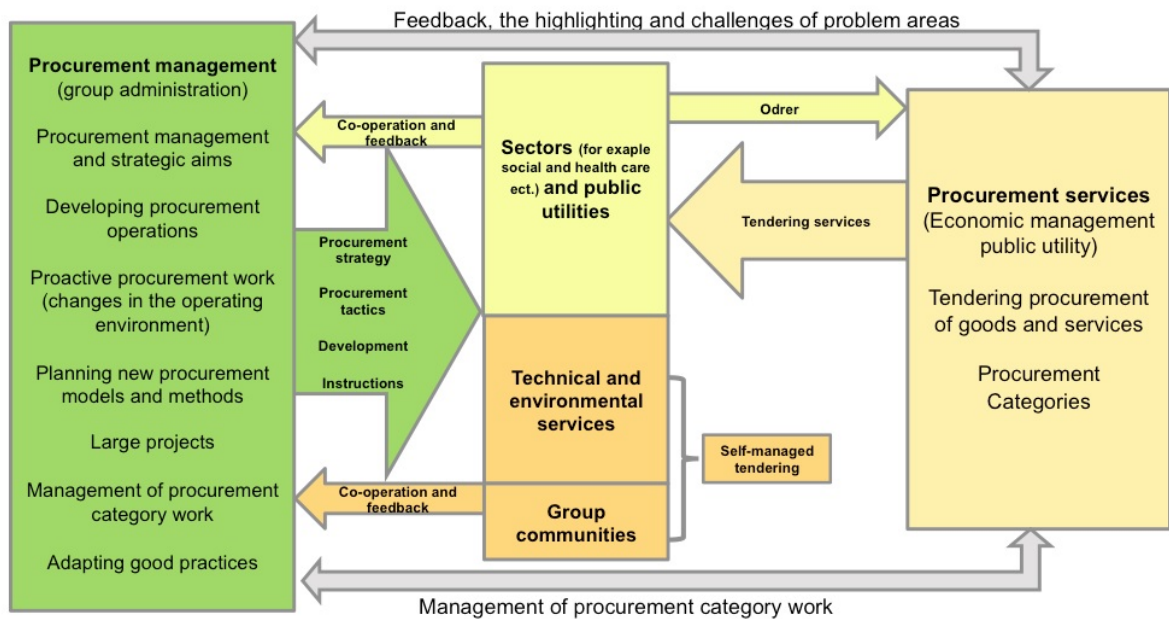 Feedback, the highlighting and challenges of problem areas
Procurement management
(group administration)
Procurement management
and strategic aims
Developing procurement
operations
Proactive procurement work
(changes in the operating
environment)
Planning new procurement
models and methods
Large projects
Management of procurement
category work
Adapting good practices
Co-operation and
feedback
Procurement
strategy
Procurement
tactics
Development
Instructions
Co-operation and
feedback
Sectors (for exaple
social and health care
ect.) and public
utilities
Technical and
environmental
services
Group
communities
Odrer
Tendering services
Self-managed
tendering
Procurement services
(Economic management
public utility)
Tendering procurement
of goods and services
Procurement
Categories
Management of procurement category work